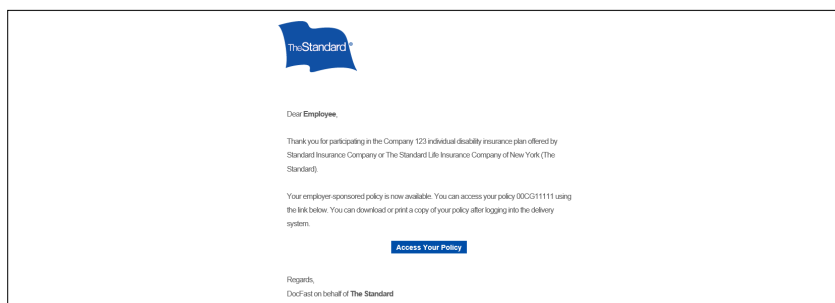 TheStandard®
Dear Employee,
Thank you for participating in the Company 123 individual disability insurance plan offered by
Standard Insurance Company or The Standard Life Insurance Company of New York (The
Standard).
Your employer-sponsored policy is now available. You can access your policy 00CG11111 using
the link below. You can download or print a copy of your policy after logging into the delivery
system.
Access Your Policy
Regards,
DocFast on behalf of The Standard